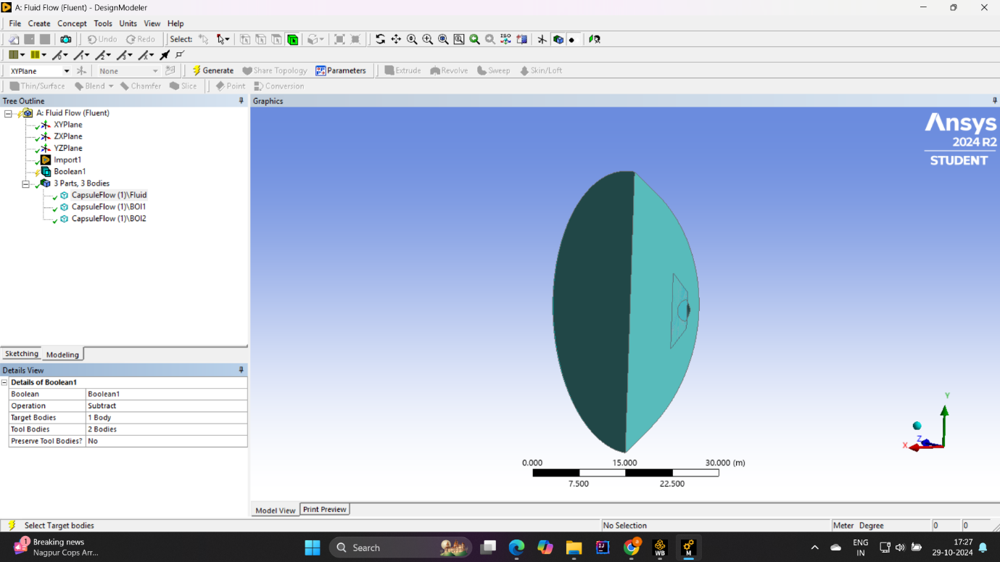 A: Fluid Flow (Fluent) - DesignModeler
File Create Concept Tools Units View Help
Undo Redo Select:
ISO
XYPlane None Generate Share Topology Parameters Extrude Revolve Sweep Skin/Loft
Thin/Surface Blend Chamfer Slice Point Conversion
Tree Outline
A: Fluid Flow (Fluent)
XYPlane
ZXPlane
YZPlane
Import1
Boolean1
3 Parts, 3 Bodies
CapsuleFlow (1)\Fluid
CapsuleFlow (1)\BOI1
CapsuleFlow (1)\BOI2
Sketching Modeling
Details View
Details of Boolean1
Boolean Boolean1
Operation Subtract
Target Bodies 1 Body
Tool Bodies 2 Bodies
Preserve Tool Bodies? No
Graphics
Ansys
2024 R2
STUDENT
Y
Z
X
0.000 15.000 30.000 (m)
7.500 22.500
Model View Print Preview
Select Target bodies No Selection Meter Degree 0 0
1
Breaking news
Nagpur Cops Arr...
Search
WB
M
ENG
IN
17:27
29-10-2024